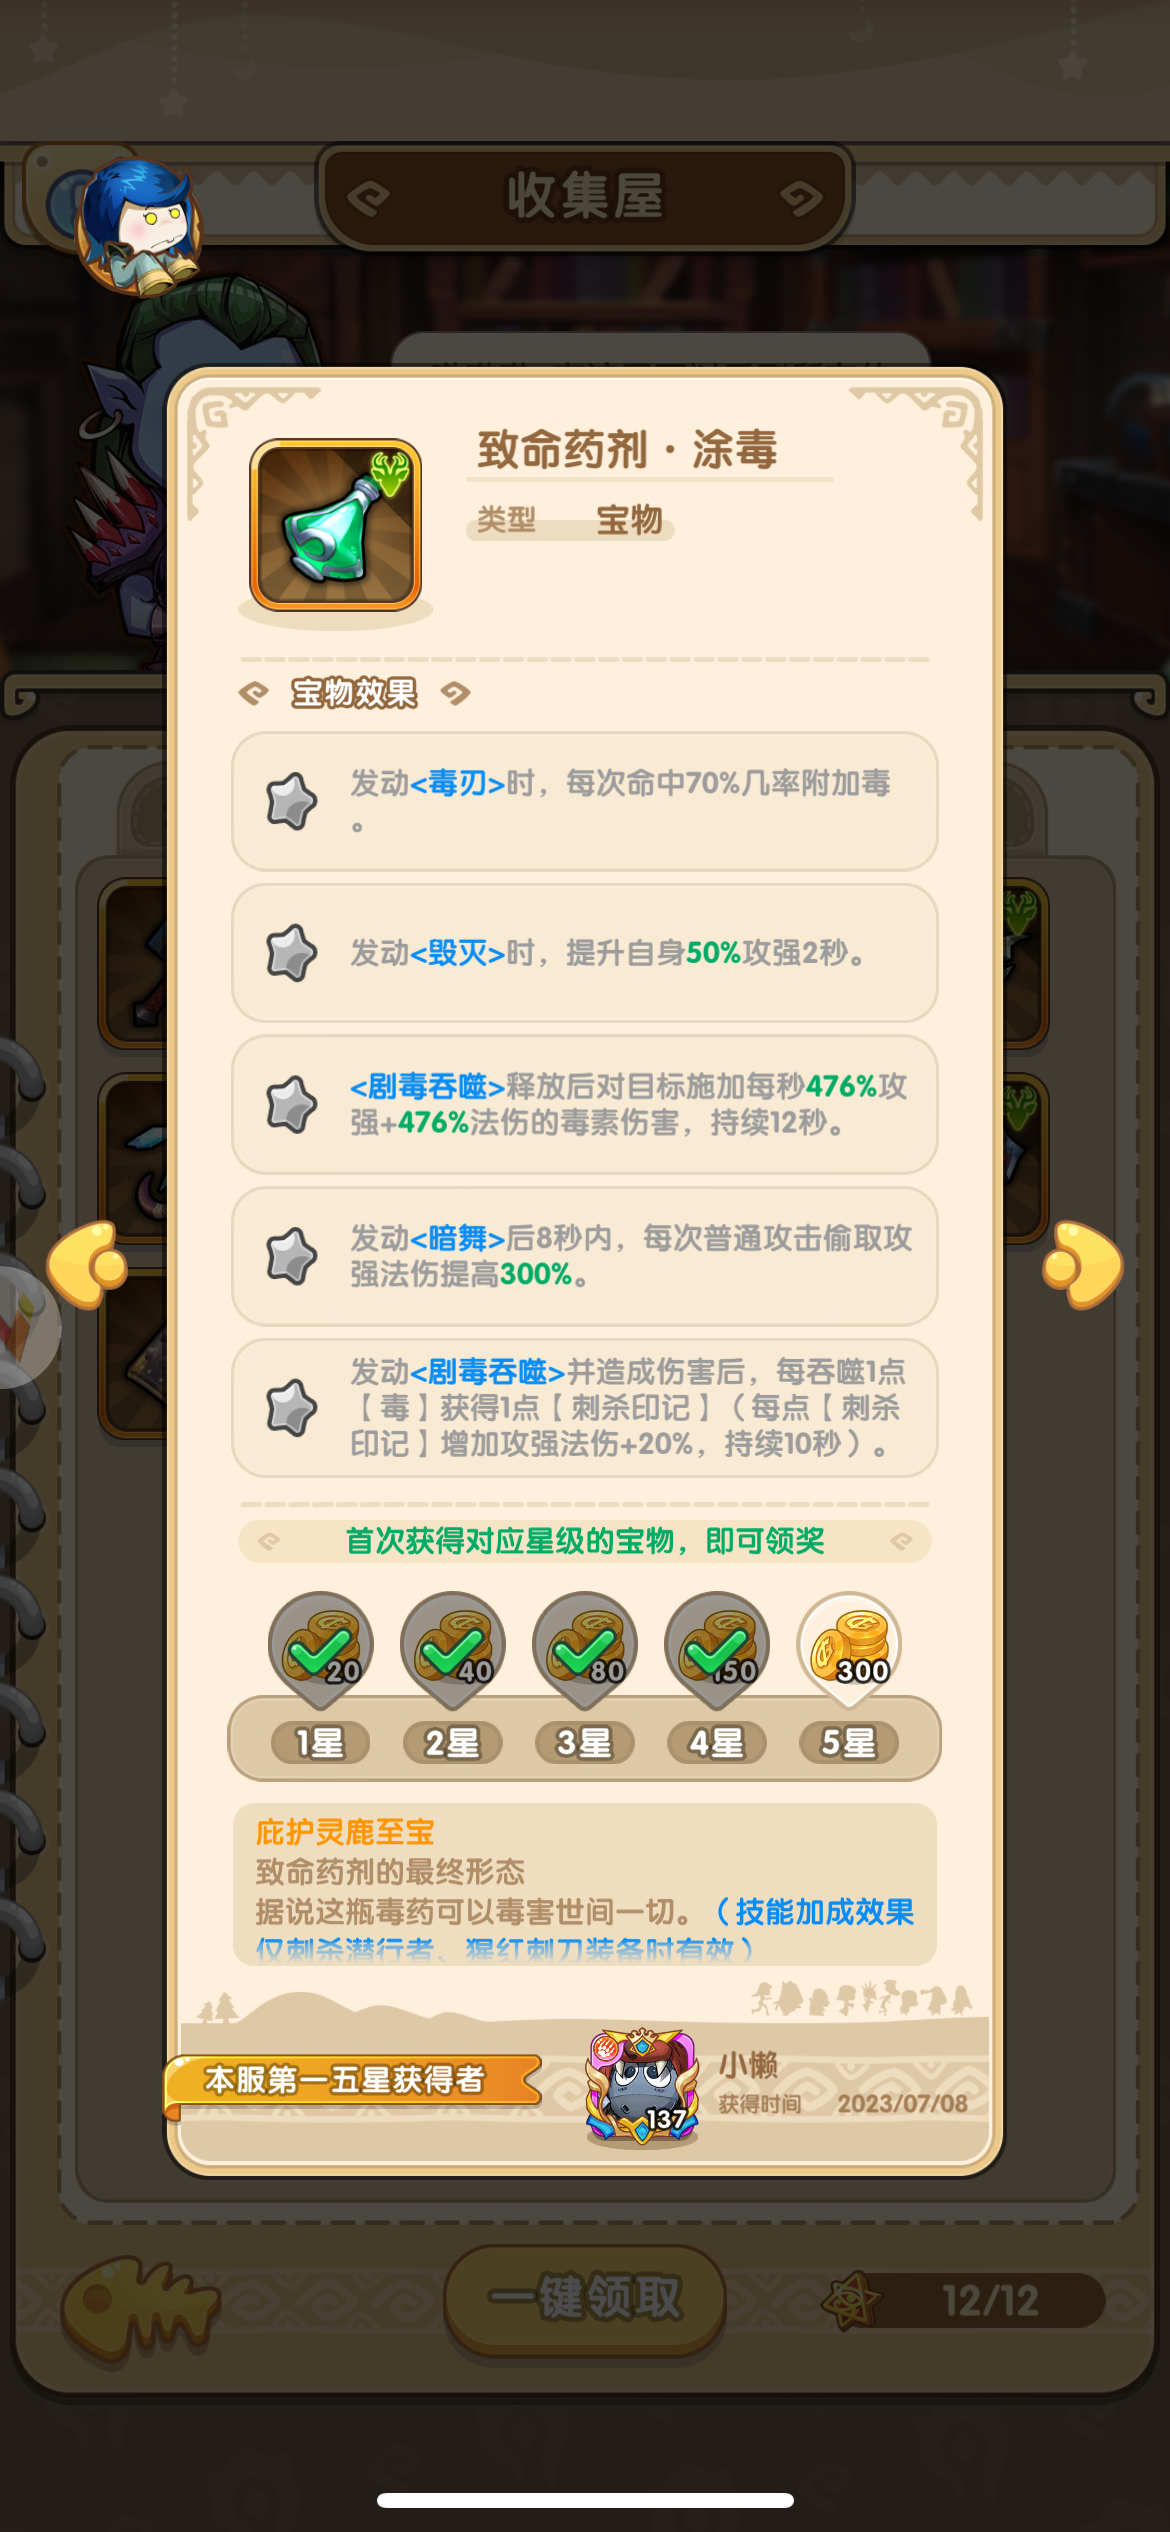 收集屋
致命药剂·涂毒
类型 宝物
宝物效果
发动<毒刃>时，每次命中70%几率附加毒
。
发动<毁灭>时，提升自身50%攻强2秒。
<剧毒吞噬>释放后对目标施加每秒476%攻
强+476%法伤的毒素伤害，持续12秒。
发动<暗舞>后8秒内，每次普通攻击偷取攻
强法伤提高300%。
发动<剧毒吞噬>并造成伤害后，每吞噬1点
【毒】获得1点【刺杀印记】（每点【刺杀
印记】增加攻强法伤+20%，持续10秒）。
首次获得对应星级的宝物，即可领奖
20 40 80 150 300
1星 2星 3星 4星 5星
庇护灵鹿至宝
致命药剂的最终形态
据说这瓶毒药可以毒害世间一切。（技能加成效果
仅刺杀潜行者、猩红刺刀装备时有效）
本服第一五星获得者
137
小懒
获得时间 2023/07/08
一键领取
12/12